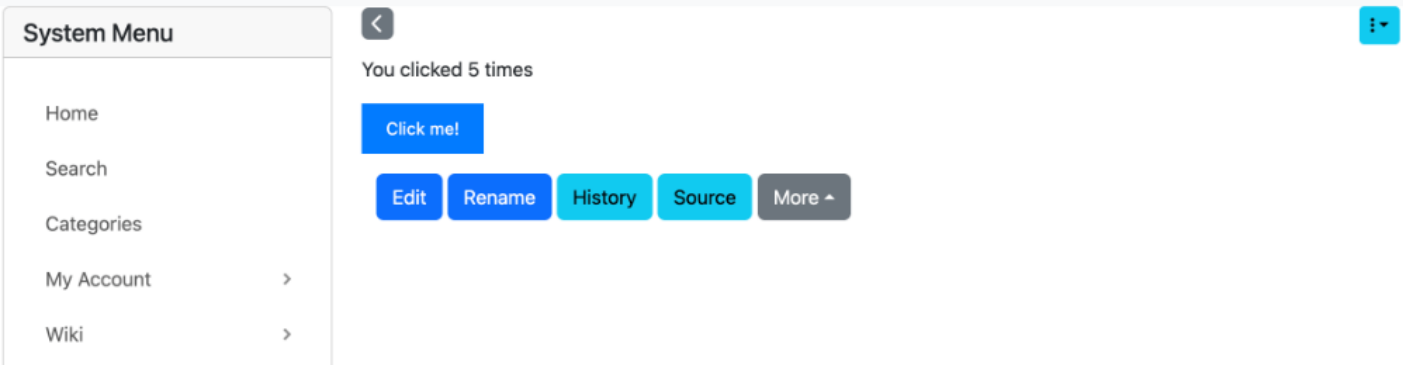 System Menu
Home
Search
Categories
My Account
Wiki
You clicked 5 times
Click me!
Edit Rename History Source More